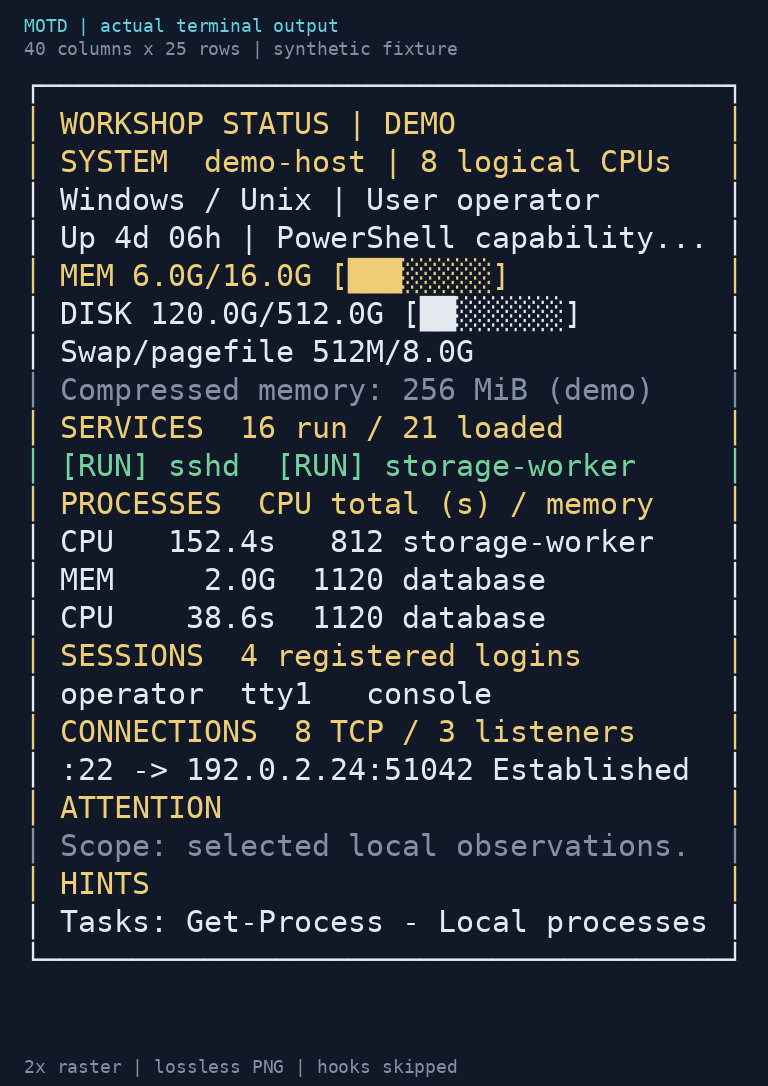 MOTD | actual terminal output
40 columns x 25 rows | synthetic fixture
WORKSHOP STATUS | DEMO
SYSTEM  demo-host | 8 logical CPUs
Windows / Unix | User operator
Up 4d 06h | PowerShell capability...
MEM 6.0G/16.0G [███░░░░░]
DISK 120.0G/512.0G [██░░░░░░]
Swap/pagefile 512M/8.0G
Compressed memory: 256 MiB (demo)
SERVICES  16 run / 21 loaded
[RUN] sshd  [RUN] storage-worker
PROCESSES  CPU total (s) / memory
CPU   152.4s   812 storage-worker
MEM     2.0G  1120 database
CPU    38.6s  1120 database
SESSIONS  4 registered logins
operator  tty1   console
CONNECTIONS  8 TCP / 3 listeners
:22 -> 192.0.2.24:51042 Established
ATTENTION
Scope: selected local observations.
HINTS
Tasks: Get-Process - Local processes
2x raster | lossless PNG | hooks skipped